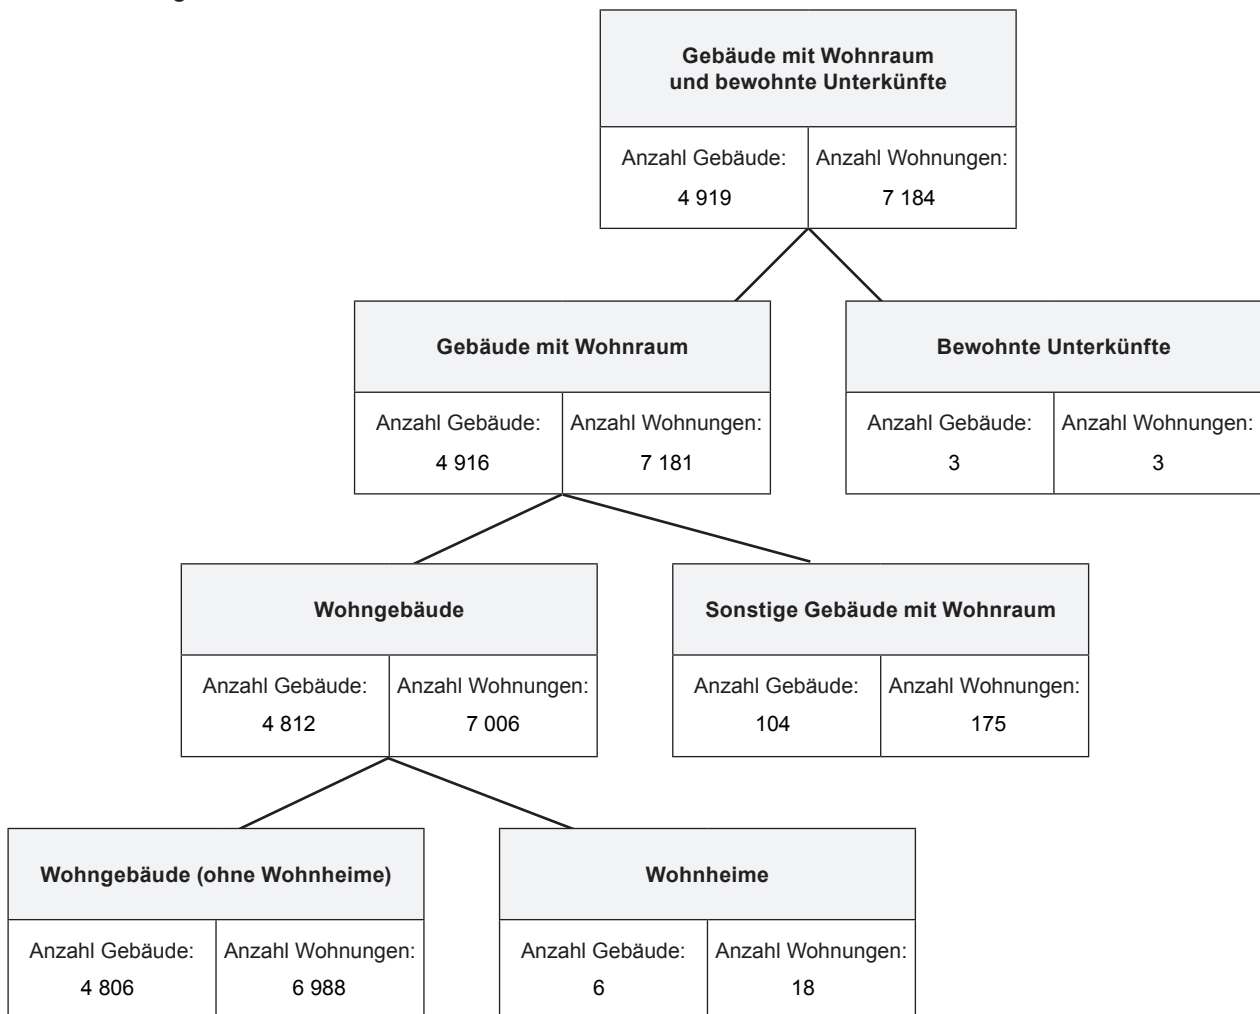 Gebäude mit Wohnraum
und bewohnte Unterkünfte
Anzahl Gebäude: Anzahl Wohnungen:
4 919 7 184
Gebäude mit Wohnraum Bewohnte Unterkünfte
Anzahl Gebäude: Anzahl Wohnungen: Anzahl Gebäude: Anzahl Wohnungen:
4 916 7 181 3 3
Wohngebäude Sonstige Gebäude mit Wohnraum
Anzahl Gebäude: Anzahl Wohnungen: Anzahl Gebäude: Anzahl Wohnungen:
4 812 7 006 104 175
Wohngebäude (ohne Wohnheime) Wohnheime
Anzahl Gebäude: Anzahl Wohnungen: Anzahl Gebäude: Anzahl Wohnungen:
4 806 6 988 6 18